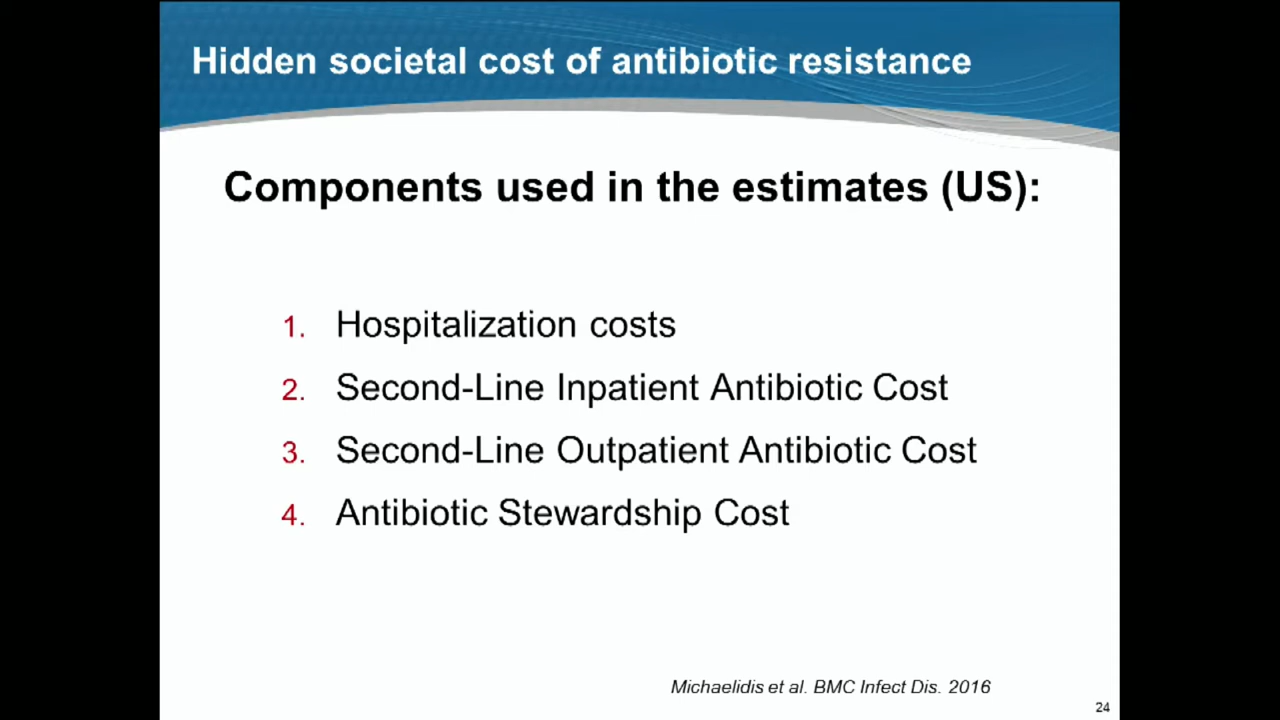 Hidden societal cost of antibiotic resistance
Components used in the estimates (US):
1. Hospitalization costs
2. Second-Line Inpatient Antibiotic Cost
3. Second-Line Outpatient Antibiotic Cost
4. Antibiotic Stewardship Cost
Michaelidis et al. BMC Infect Dis. 2016
24